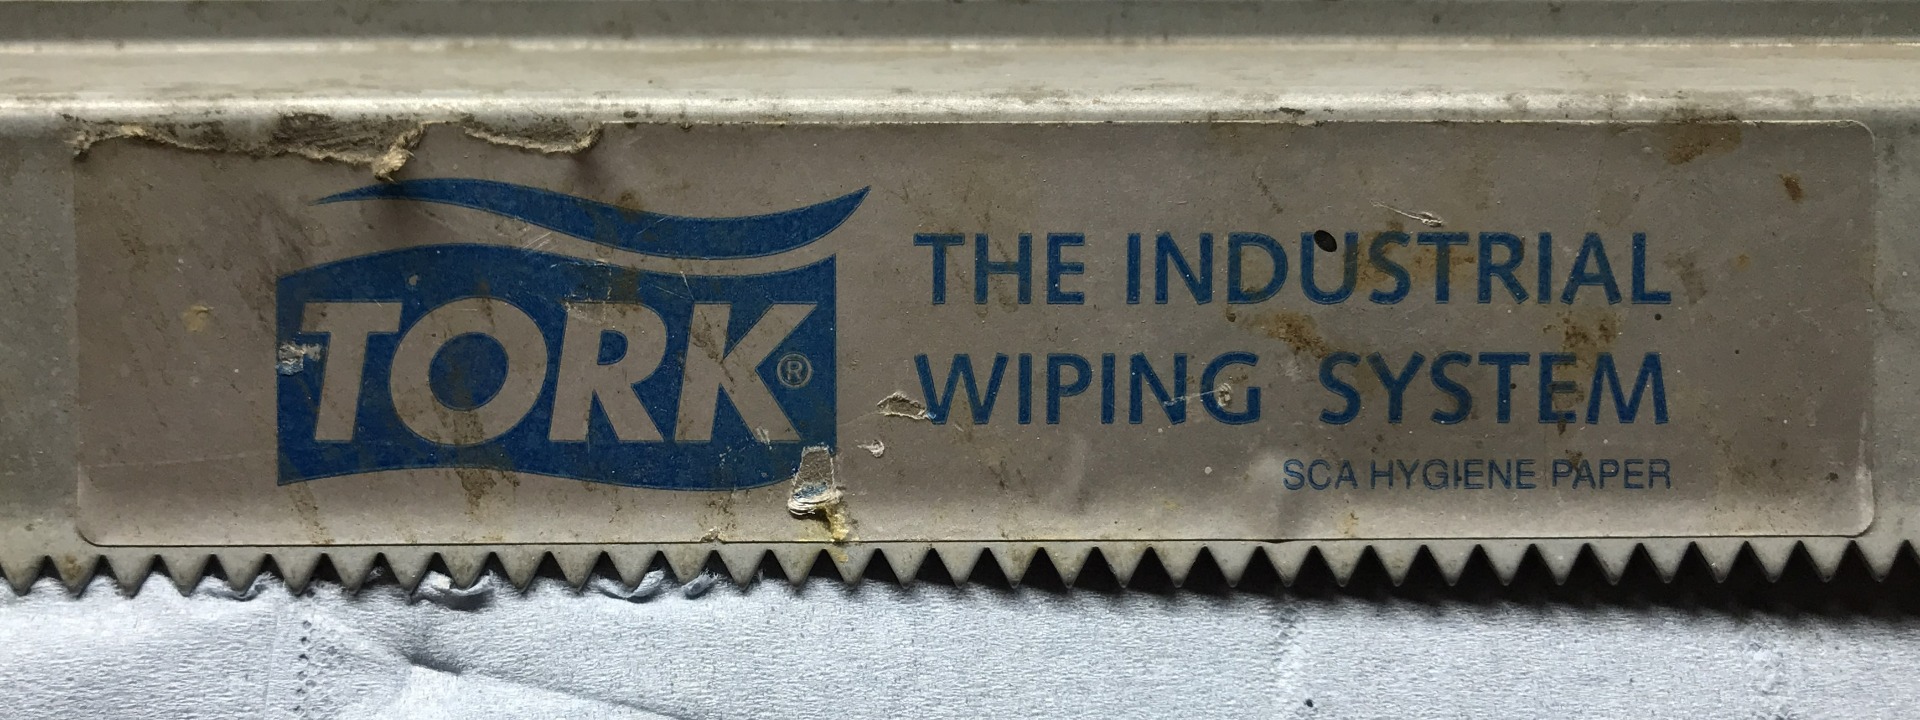 TORK®
THE INDUSTRIAL
WIPING SYSTEM
SCA HYGIENE PAPER